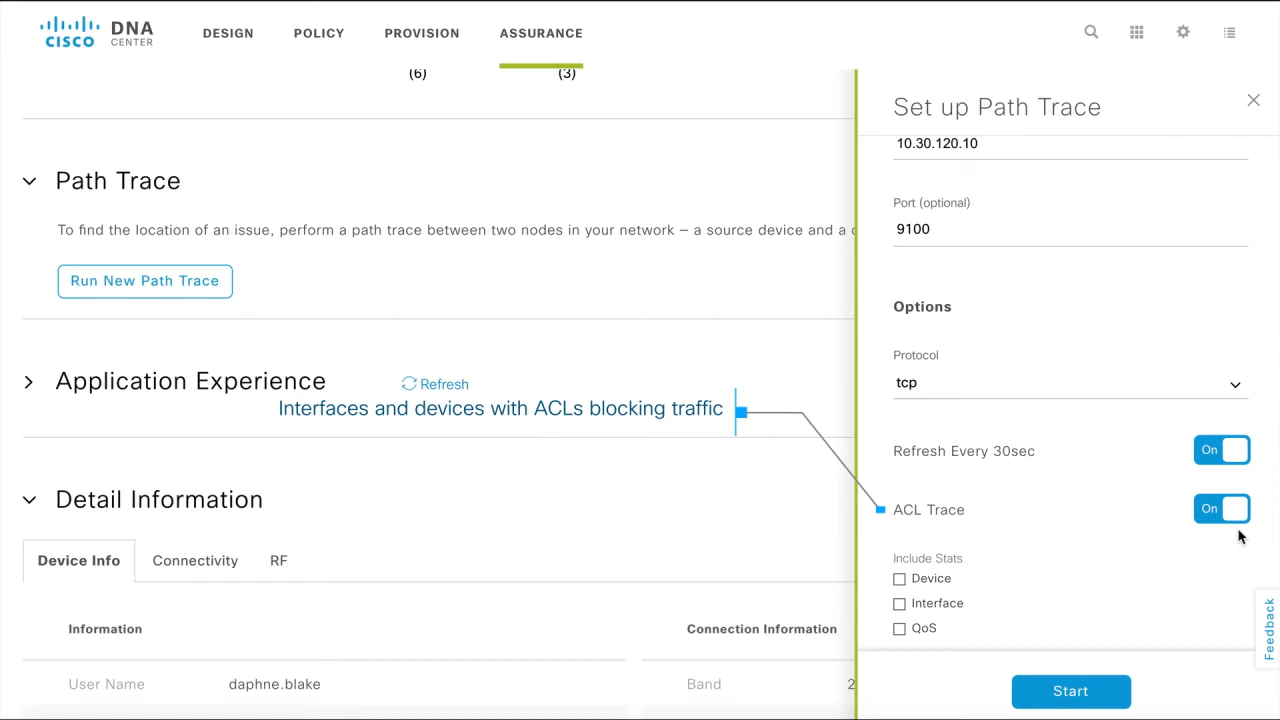 CISCO
DNA
CENTER
DESIGN
POLICY
PROVISION
ASSURANCE
(6)
(3)
Path Trace
To find the location of an issue, perform a path trace between two nodes in your network – a source device and a
Run New Path Trace
Application Experience
Refresh
Interfaces and devices with ACLs blocking traffic
Detail Information
Device Info
Connectivity
RF
Information
User Name
daphne.blake
Connection Information
Band
2
Set up Path Trace
10.30.120.10
Port (optional)
9100
Options
Protocol
tcp
Refresh Every 30sec
On
ACL Trace
On
Include Stats
Device
Interface
QoS
Start
Feedback